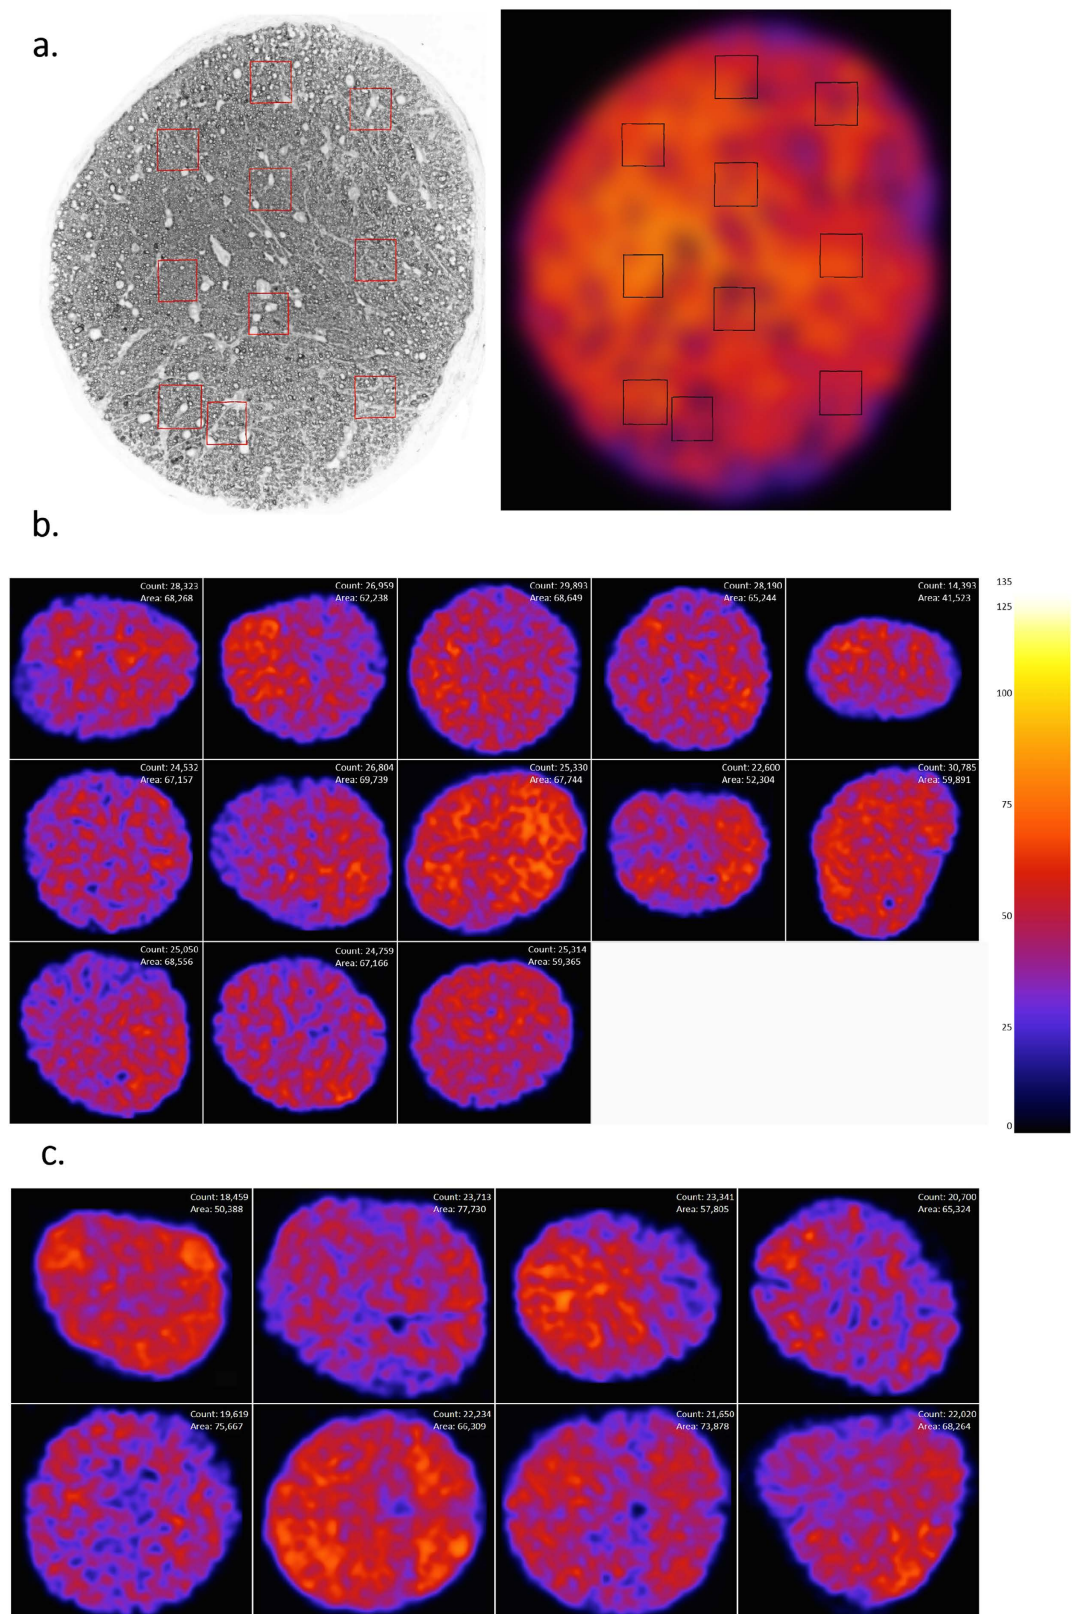 a.
b.
Count: 28,323
Area: 68,268
Count: 26,959
Area: 62,238
Count: 29,893
Area: 68,649
Count: 28,190
Area: 65,244
Count: 14,393
Area: 41,523
135
125
100
75
50
25
0
Count: 24,532
Area: 67,157
Count: 26,804
Area: 69,739
Count: 25,330
Area: 67,744
Count: 22,600
Area: 52,304
Count: 30,785
Area: 59,891
Count: 25,050
Area: 68,556
Count: 24,759
Area: 67,166
Count: 25,314
Area: 59,365
c.
Count: 18,459
Area: 50,388
Count: 23,713
Area: 77,730
Count: 23,341
Area: 57,805
Count: 20,700
Area: 65,324
Count: 19,619
Area: 75,667
Count: 22,234
Area: 66,309
Count: 21,650
Area: 73,878
Count: 22,020
Area: 68,264